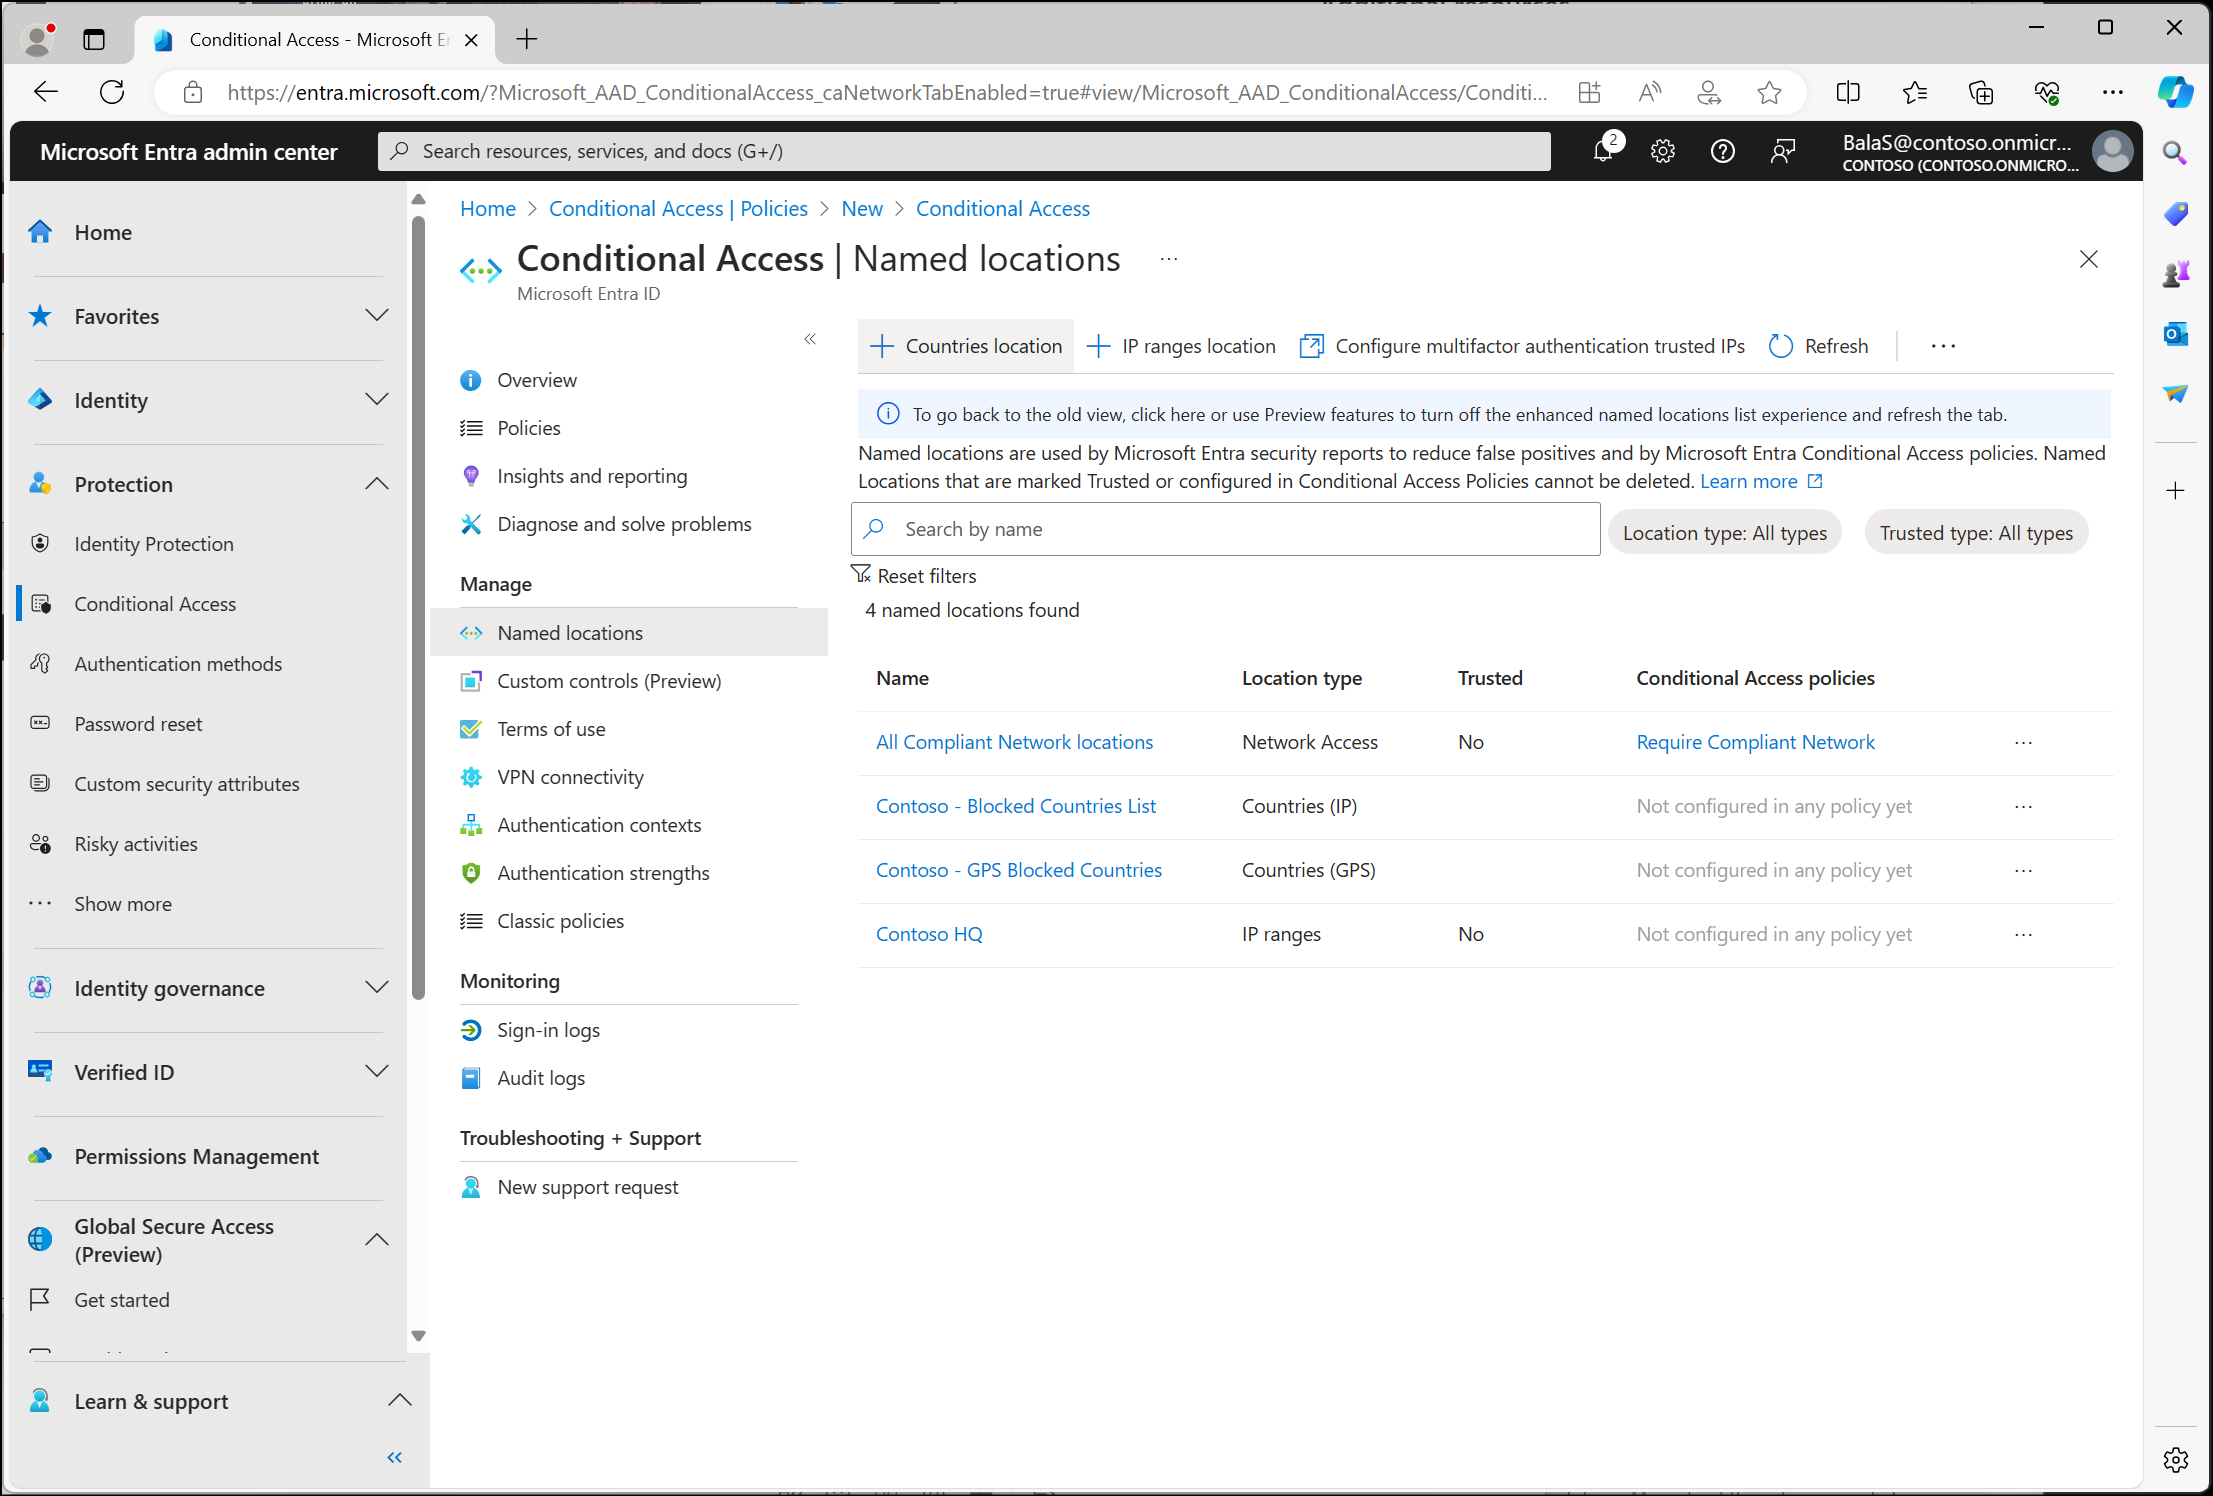 Conditional Access - Microsoft Er
https://entra.microsoft.com/?Microsoft_AAD_ConditionalAccess_caNetworkTabEnabled=true#view/Microsoft_AAD_ConditionalAccess/Conditi...
Microsoft Entra admin center
Search resources, services, and docs (G+/)
2
BalaS@contoso.onmicr...
CONTOSO (CONTOSO.ONMICRO...
Home
Favorites
Identity
Protection
Identity Protection
Conditional Access
Authentication methods
Password reset
Custom security attributes
Risky activities
Show more
Identity governance
Verified ID
Permissions Management
Global Secure Access
(Preview)
Get started
Learn & support
Home > Conditional Access | Policies > New > Conditional Access
Conditional Access | Named locations
Microsoft Entra ID
Overview
Policies
Insights and reporting
Diagnose and solve problems
Manage
Named locations
Custom controls (Preview)
Terms of use
VPN connectivity
Authentication contexts
Authentication strengths
Classic policies
Monitoring
Sign-in logs
Audit logs
Troubleshooting + Support
New support request
Countries location IP ranges location Configure multifactor authentication trusted IPs Refresh
To go back to the old view, click here or use Preview features to turn off the enhanced named locations list experience and refresh the tab.
Named locations are used by Microsoft Entra security reports to reduce false positives and by Microsoft Entra Conditional Access policies. Named
Locations that are marked Trusted or configured in Conditional Access Policies cannot be deleted. Learn more
Search by name
Location type: All types
Trusted type: All types
Reset filters
4 named locations found
Name Location type Trusted Conditional Access policies
All Compliant Network locations Network Access No Require Compliant Network
Contoso - Blocked Countries List Countries (IP) Not configured in any policy yet
Contoso - GPS Blocked Countries Countries (GPS) Not configured in any policy yet
Contoso HQ IP ranges No Not configured in any policy yet